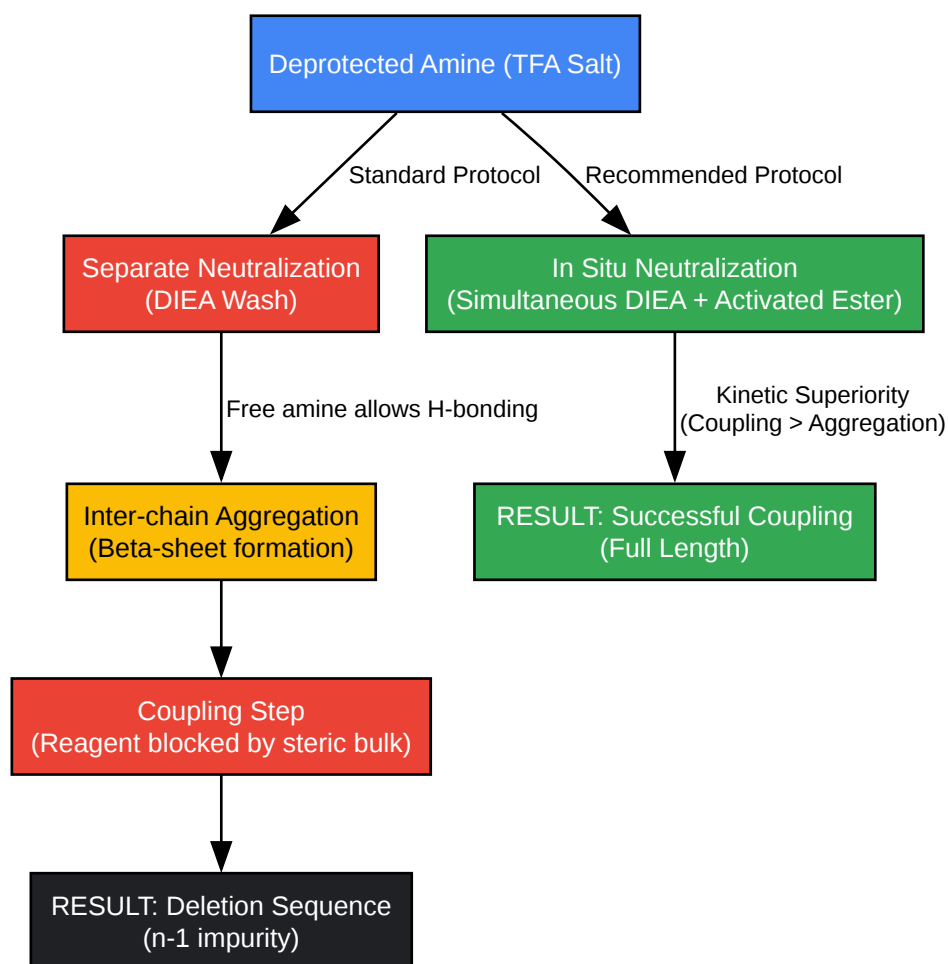 Deprotected Amine (TFA Salt)
Standard Protocol
Recommended Protocol
Separate Neutralization
(DIEA Wash)
In Situ Neutralization
(Simultaneous DIEA + Activated Ester)
Free amine allows H-bonding
Kinetic Superiority
(Coupling > Aggregation)
Inter-chain Aggregation
(Beta-sheet formation)
RESULT: Successful Coupling
(Full Length)
Coupling Step
(Reagent blocked by steric bulk)
RESULT: Deletion Sequence
(n-1 impurity)